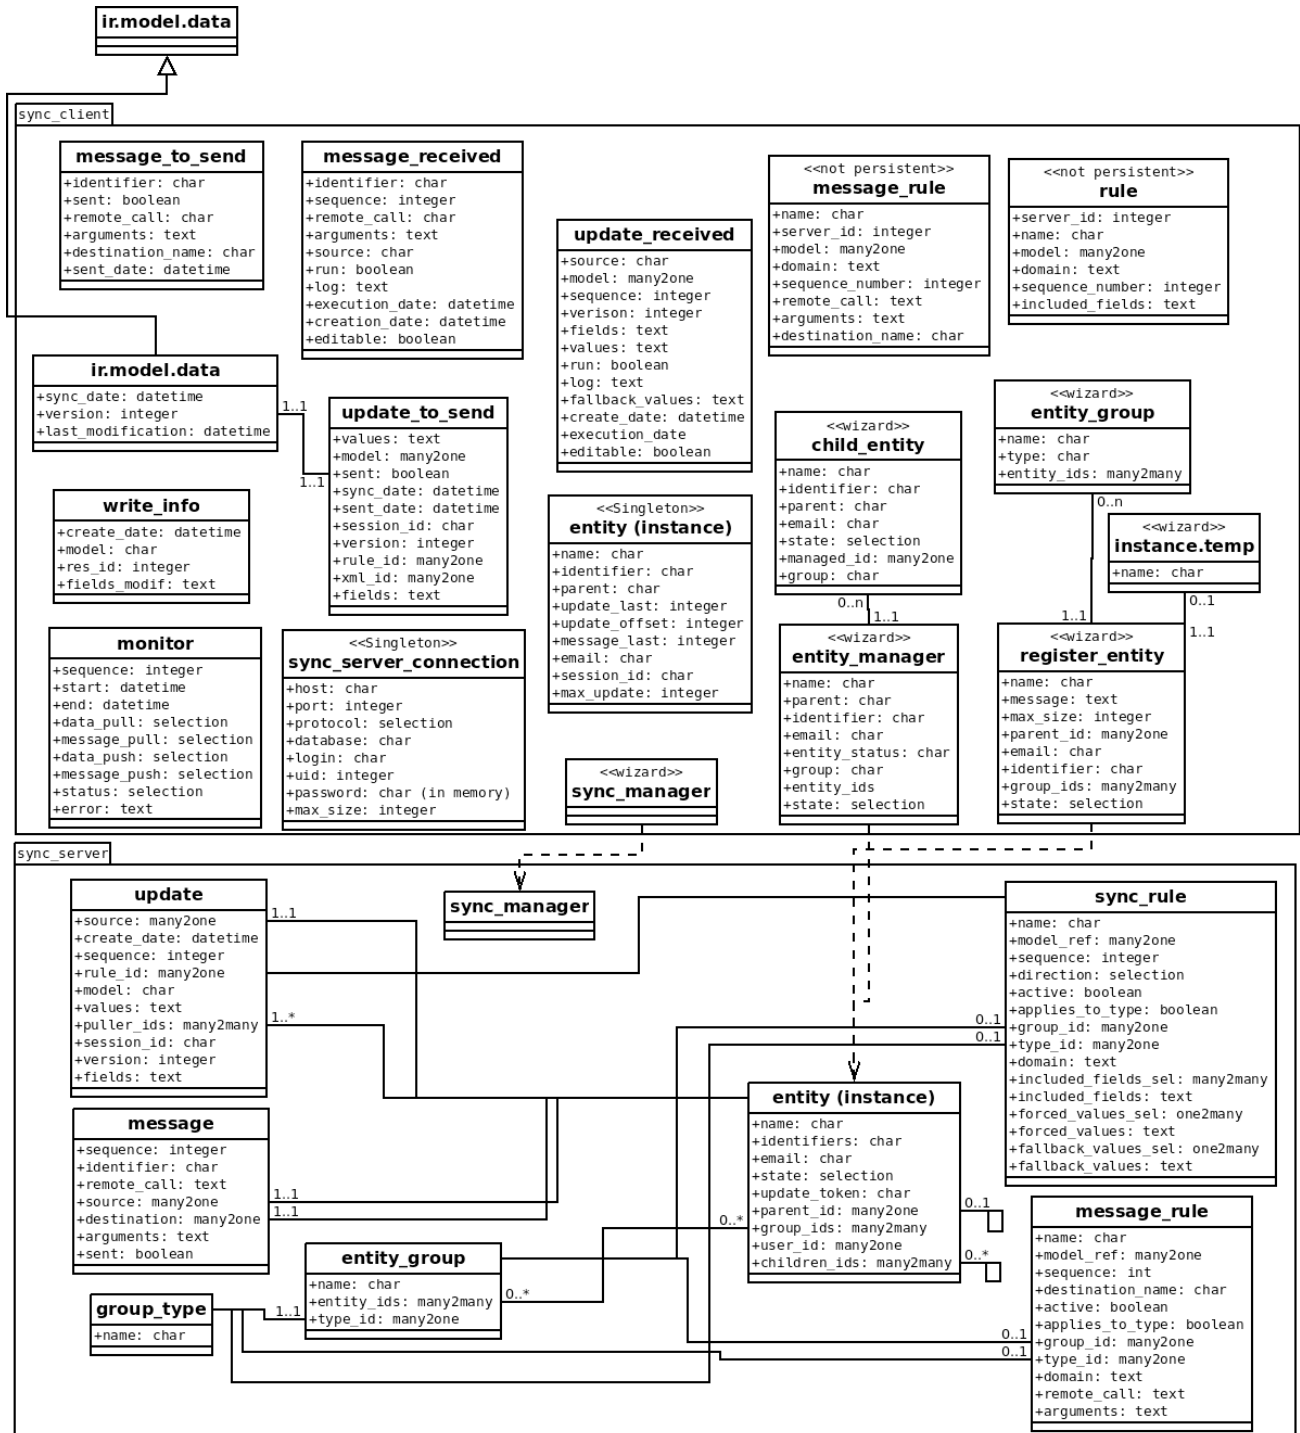 ir.model.data
sync_client
message_to_send
+identifier: char
+sent: boolean
+remote_call: char
+arguments: text
+destination_name: char
+sent_date: datetime
message_received
+identifier: char
+sequence: integer
+remote_call: char
+arguments: text
+source: char
+run: boolean
+log: text
+execution_date: datetime
+creation_date: datetime
+editable: boolean
update_received
+source: char
+model: many2one
+sequence: integer
+verison: integer
+fields: text
+values: text
+run: boolean
+log: text
+fallback_values: text
+create_date: datetime
+execution_date
+editable: boolean
<<not persistent>>
message_rule
+name: char
+server_id: integer
+model: many2one
+domain: text
+sequence_number: integer
+remote_call: text
+arguments: text
+destination_name: char
<<not persistent>>
rule
+server_id: integer
+name: char
+model: many2one
+domain: text
+sequence_number: integer
+included_fields: text
ir.model.data
+sync_date: datetime
+version: integer
+last_modification: datetime
1..1
1..1
update_to_send
+values: text
+model: many2one
+sent: boolean
+sync_date: datetime
+sent_date: datetime
+session_id: char
+version: integer
+rule_id: many2one
+xml_id: many2one
+fields: text
<<wizard>>
child_entity
+name: char
+identifier: char
+parent: char
+email: char
+state: selection
+managed_id: many2one
+group: char
0..n
1..1
<<wizard>>
entity_group
+name: char
+type: char
+entity_ids: many2many
0..n
1..1
<<wizard>>
instance.temp
+name: char
0..1
1..1
write_info
+create_date: datetime
+model: char
+res_id: integer
+fields_modif: text
<<Singleton>>
entity (instance)
+name: char
+identifier: char
+parent: char
+update_last: integer
+update_offset: integer
+message_last: integer
+email: char
+session_id: char
+max_update: integer
monitor
+sequence: integer
+start: datetime
+end: datetime
+data_pull: selection
+message_pull: selection
+data_push: selection
+message_push: selection
+status: selection
+error: text
<<Singleton>>
sync_server_connection
+host: char
+port: integer
+protocol: selection
+database: char
+login: char
+uid: integer
+password: char (in memory)
+max_size: integer
<<wizard>>
sync_manager
<<wizard>>
entity_manager
+name: char
+parent: char
+identifier: char
+email: char
+entity_status: char
+group: char
+entity_ids
+state: selection
<<wizard>>
register_entity
+name: char
+message: text
+max_size: integer
+parent_id: many2one
+email: char
+identifier: char
+group_ids: many2many
+state: selection
sync_server
update
+source: many2one
+create_date: datetime
+sequence: integer
+rule_id: many2one
+model: char
+values: text
+puller_ids: many2many
+session_id: char
+version: integer
+fields: text
1..1
1..*
sync_manager
sync_rule
+name: char
+model_ref: many2one
+sequence: integer
+direction: selection
+active: boolean
+applies_to_type: boolean
+group_id: many2one
+type_id: many2one
+domain: text
+included_fields_sel: many2many
+included_fields: text
+forced_values_sel: one2many
+forced_values: text
+fallback_values_sel: one2many
+fallback_values: text
0..1
0..1
message
+sequence: integer
+identifier: char
+remote_call: text
+source: many2one
+destination: many2one
+arguments: text
+sent: boolean
1..1
1..1
entity (instance)
+name: char
+identifiers: char
+email: char
+state: selection
+update_token: char
+parent_id: many2one
+group_ids: many2many
+user_id: many2one
+children_ids: many2many
0..*
0..1
0..*
entity_group
+name: char
+entity_ids: many2many
+type_id: many2one
0..*
1..1
group_type
+name: char
message_rule
+name: char
+model_ref: many2one
+sequence: int
+destination_name: char
+active: boolean
+applies_to_type: boolean
+group_id: many2one
+type_id: many2one
+domain: text
+remote_call: text
+arguments: text
0..1
0..1